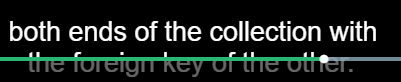 both ends of the collection with
the foreign key of the other.